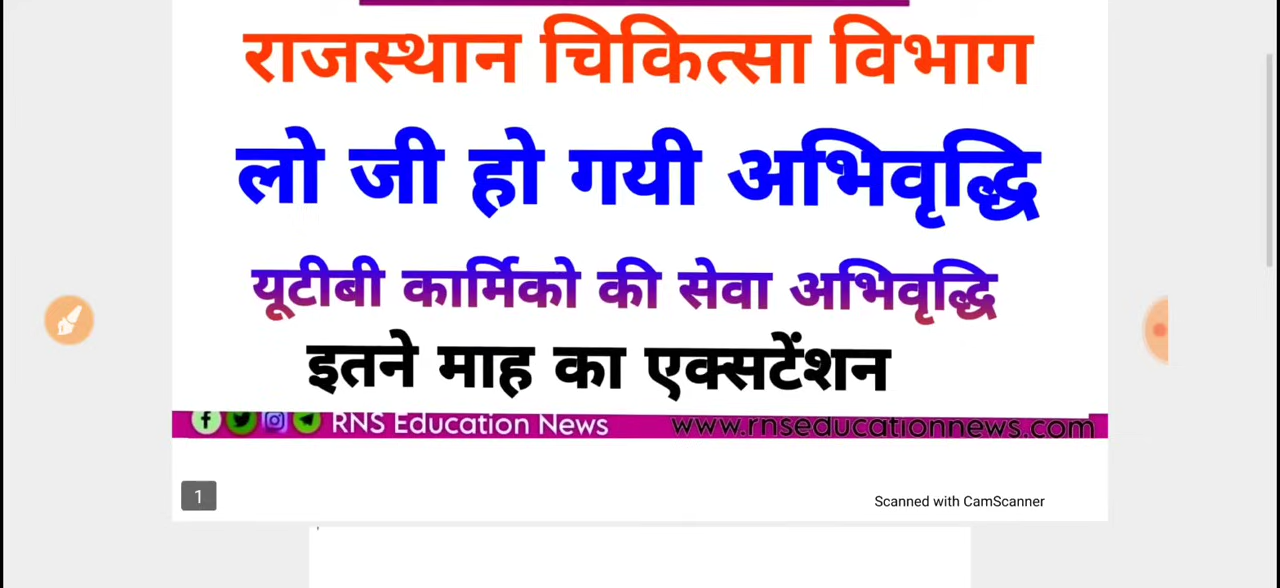 राजस्थान चिकित्सा विभाग
लो जी हो गयी अभिवृद्धि
यूटीबी कार्मिको की सेवा अभिवृद्धि
इतने माह का एक्सटेंशन
RNS Education News www.rnseducationnews.com
1
Scanned with CamScanner